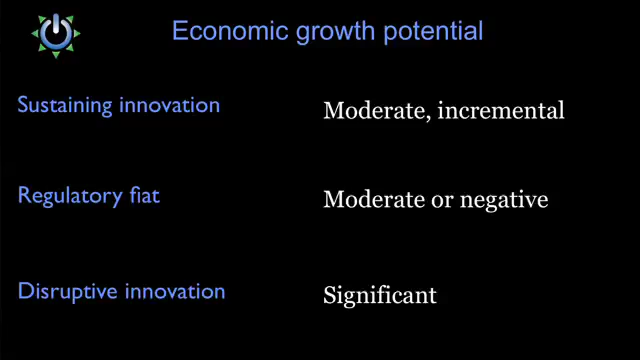 Economic growth potential
Sustaining innovation
Moderate, incremental
Regulatory fiat
Moderate or negative
Disruptive innovation
Significant